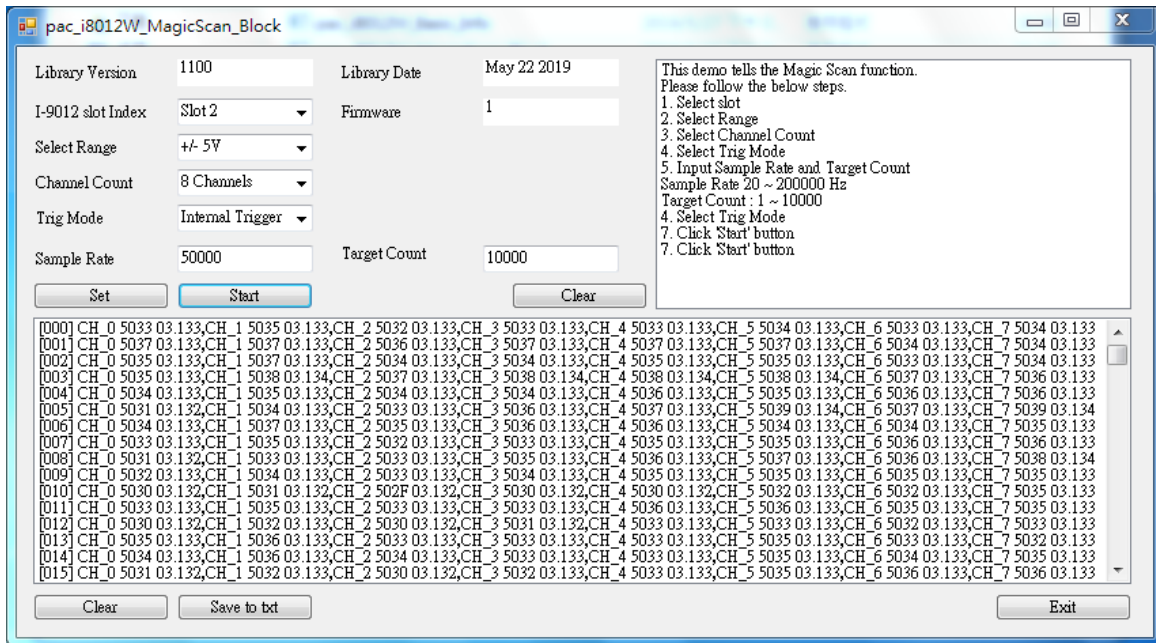 pac_i8012W_MagicScan_Block
Library Version 1100 Library Date May 22 2019
I-9012 slot Index Slot 2 Firmware 1
Select Range +/- 5V
Channel Count 8 Channels
Trig Mode Internal Trigger
Sample Rate 50000 Target Count 10000
Set Start Clear
This demo tells the Magic Scan function.
Please follow the below steps.
1. Select slot
2. Select Range
3. Select Channel Count
4. Select Trig Mode
5. Input Sample Rate and Target Count
Sample Rate 20 ~ 200000 Hz
Target Count : 1 ~ 10000
4. Select Trig Mode
7. Click 'Start' button
7. Click 'Start' button
[000] CH_0 5033 03.133,CH_1 5035 03.133,CH_2 5032 03.133,CH_3 5033 03.133,CH_4 5033 03.133,CH_5 5034 03.133,CH_6 5033 03.133,CH_7 5034 03.133
[001] CH_0 5037 03.133,CH_1 5037 03.133,CH_2 5036 03.133,CH_3 5037 03.133,CH_4 5037 03.133,CH_5 5037 03.133,CH_6 5034 03.133,CH_7 5034 03.133
[002] CH_0 5035 03.133,CH_1 5037 03.133,CH_2 5034 03.133,CH_3 5034 03.133,CH_4 5035 03.133,CH_5 5035 03.133,CH_6 5033 03.133,CH_7 5034 03.133
[003] CH_0 5035 03.133,CH_1 5038 03.134,CH_2 5037 03.133,CH_3 5038 03.134,CH_4 5038 03.134,CH_5 5038 03.134,CH_6 5037 03.133,CH_7 5036 03.133
[004] CH_0 5034 03.133,CH_1 5035 03.133,CH_2 5034 03.133,CH_3 5034 03.133,CH_4 5036 03.133,CH_5 5035 03.133,CH_6 5036 03.133,CH_7 5036 03.133
[005] CH_0 5031 03.132,CH_1 5034 03.133,CH_2 5033 03.133,CH_3 5036 03.133,CH_4 5037 03.133,CH_5 5039 03.134,CH_6 5037 03.133,CH_7 5039 03.134
[006] CH_0 5034 03.133,CH_1 5037 03.133,CH_2 5035 03.133,CH_3 5036 03.133,CH_4 5036 03.133,CH_5 5036 03.133,CH_6 5034 03.133,CH_7 5035 03.133
[007] CH_0 5033 03.133,CH_1 5035 03.133,CH_2 5032 03.133,CH_3 5033 03.133,CH_4 5035 03.133,CH_5 5035 03.133,CH_6 5035 03.133,CH_7 5036 03.133
[008] CH_0 5031 03.132,CH_1 5033 03.133,CH_2 5033 03.133,CH_3 5035 03.133,CH_4 5036 03.133,CH_5 5037 03.133,CH_6 5036 03.133,CH_7 5038 03.134
[009] CH_0 5032 03.133,CH_1 5034 03.133,CH_2 5033 03.133,CH_3 5034 03.133,CH_4 5035 03.133,CH_5 5035 03.133,CH_6 5035 03.133,CH_7 5035 03.133
[010] CH_0 5030 03.132,CH_1 5031 03.132,CH_2 502F 03.132,CH_3 5030 03.132,CH_4 5030 03.132,CH_5 5032 03.133,CH_6 5032 03.133,CH_7 5035 03.133
[011] CH_0 5033 03.133,CH_1 5035 03.133,CH_2 5033 03.133,CH_3 5033 03.133,CH_4 5036 03.133,CH_5 5036 03.133,CH_6 5035 03.133,CH_7 5035 03.133
[012] CH_0 5030 03.132,CH_1 5032 03.133,CH_2 5030 03.132,CH_3 5031 03.132,CH_4 5033 03.133,CH_5 5033 03.133,CH_6 5032 03.133,CH_7 5033 03.133
[013] CH_0 5035 03.133,CH_1 5036 03.133,CH_2 5033 03.133,CH_3 5033 03.133,CH_4 5035 03.133,CH_5 5034 03.133,CH_6 5033 03.133,CH_7 5032 03.133
[014] CH_0 5034 03.133,CH_1 5036 03.133,CH_2 5034 03.133,CH_3 5033 03.133,CH_4 5035 03.133,CH_5 5035 03.133,CH_6 5034 03.133,CH_7 5035 03.133
[015] CH_0 5031 03.132,CH_1 5032 03.133,CH_2 5030 03.132,CH_3 5032 03.133,CH_4 5033 03.133,CH_5 5035 03.133,CH_6 5036 03.133,CH_7 5036 03.133
Clear Save to txt Exit